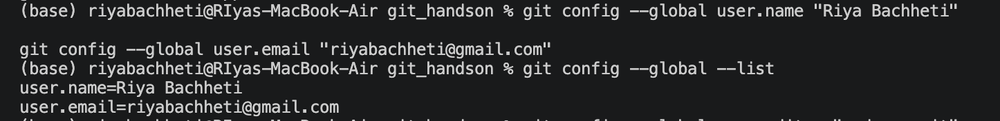 (base) riyabachheti@RIyas-MacBook-Air git_handson % git config --global user.name "Riya Bachheti"
git config --global user.email "riyabachheti@gmail.com"
(base) riyabachheti@RIyas-MacBook-Air git_handson % git config --global --list
user.name=Riya Bachheti
user.email=riyabachheti@gmail.com